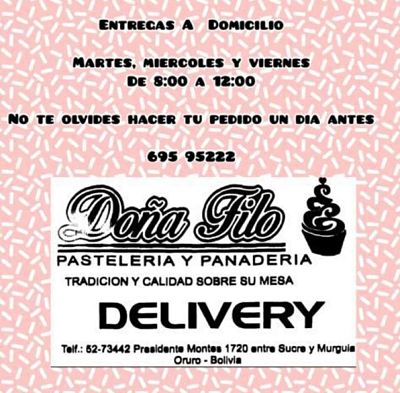 Entregas A Domicilio
Martes, miercoles y viernes
De 8:00 a 12:00
No te olvides hacer tu pedido un dia antes
695 95222
Doña Filo
PASTELERIA Y PANADERIA
TRADICION Y CALIDAD SOBRE SU MESA
DELIVERY
Telf.: 52-73442 Presidente Montes 1720 entre Sucre y Murguia
Oruro - Bolivia